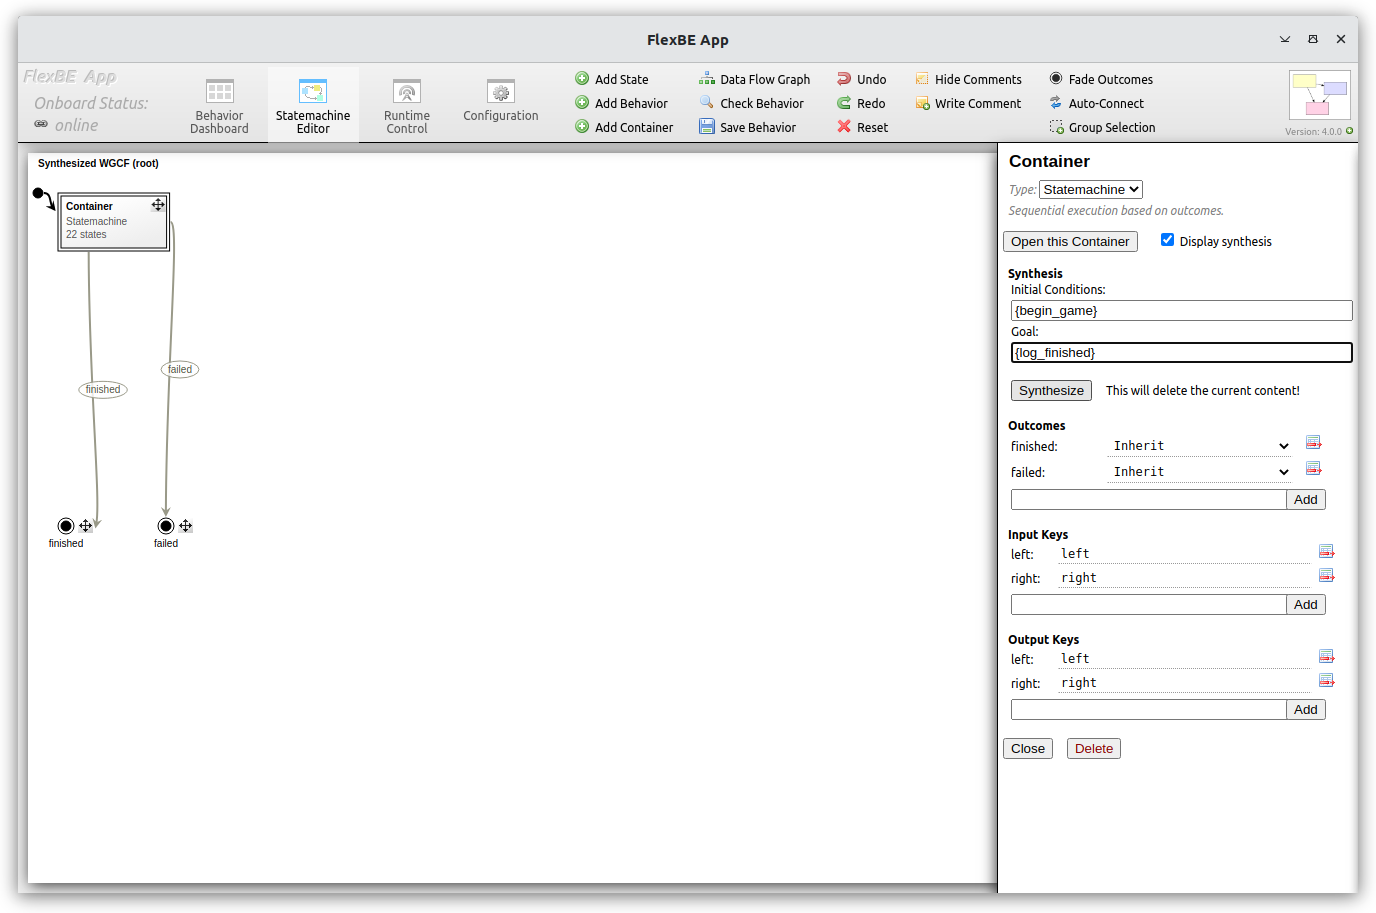 FlexBE App
FlexBE App
Onboard Status:
online
Behavior
Dashboard
Statemachine
Editor
Runtime
Control
Configuration
Add State
Add Behavior
Add Container
Data Flow Graph
Check Behavior
Save Behavior
Undo
Redo
Reset
Hide Comments
Write Comment
Fade Outcomes
Auto-Connect
Group Selection
Version: 4.0.0
Synthesized WGCF (root)
Container
Statemachine
22 states
failed
finished
finished
failed
Container
Type: Statemachine
Sequential execution based on outcomes.
Open this Container Display synthesis
Synthesis
Initial Conditions:
{begin_game}
Goal:
{log_finished}
Synthesize This will delete the current content!
Outcomes
finished: Inherit
failed: Inherit
Add
Input Keys
left: left
right: right
Add
Output Keys
left: left
right: right
Add
Close Delete